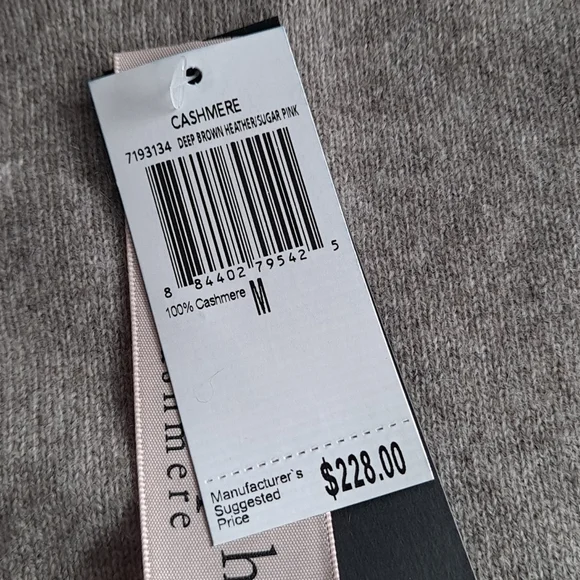 CASHMERE
7193134 DEEP BROWN HEATHER/SUGAR PINK
8 84402 79542 5
100% Cashmere M
Manufacturer's
Suggested
Price
$228.00